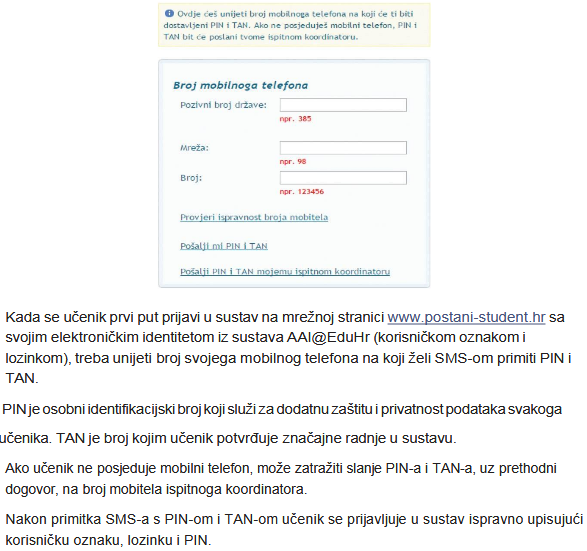 Ovdje ćeš unijeti broj mobilnoga telefona na koji će ti biti
dostavljeni PIN i TAN. Ako ne posjeduješ mobilni telefon, PIN i
TAN bit će poslani tvome ispitnom koordinatoru.
Broj mobilnoga telefona
Pozivni broj države:
npr. 385
Mreža:
npr. 98
Broj:
npr. 123456
Provjeri ispravnost broja mobitela
Pošalji mi PIN i TAN
Pošalji PIN i TAN mojemu ispitnom koordinatoru
Kada se učenik prvi put prijavi u sustav na mrežnoj stranici www.postani-student.hr sa
svojim elektroničkim identitetom iz sustava AAI@EduHr (korisničkom oznakom i
lozinkom), treba unijeti broj svojega mobilnog telefona na koji želi SMS-om primiti PIN i
TAN.
PIN je osobni identifikacijski broj koji služi za dodatnu zaštitu i privatnost podataka svakoga
učenika. TAN je broj kojim učenik potvrđuje značajne radnje u sustavu.
Ako učenik ne posjeduje mobilni telefon, može zatražiti slanje PIN-a i TAN-a, uz prethodni
dogovor, na broj mobitela ispitnoga koordinatora.
Nakon primitka SMS-a s PIN-om i TAN-om učenik se prijavljuje u sustav ispravno upisujući
korisničku oznaku, lozinku i PIN.